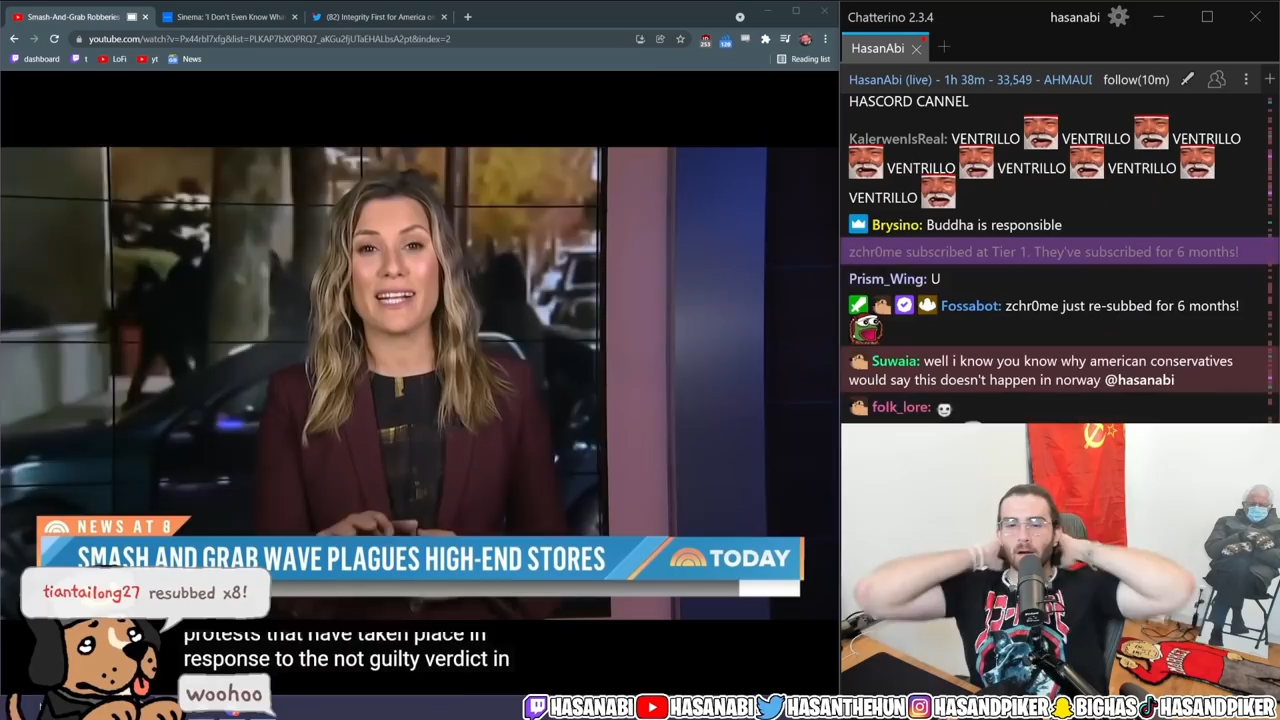 Smash-And-Grab Robberies
Sinema: 'I Don't Even Know Wha
(82) Integrity First for America o
youtube.com/watch?v=Px44rbI7xfg&list=PLKAP7bXOPRQ7_aKGu2fjUTaEHALbsA2pt&index=2
253
126
dashboard
t
LoFi
yt
News
Reading list
NEWS AT 8
SMASH AND GRAB WAVE PLAGUES HIGH-END STORES
TODAY
tiantailong27 resubbed x8!
protests that have taken place in
response to the not guilty verdict in
woohoo
Chatterino 2.3.4
hasanabi
HasanAbi
HasanAbi (live) - 1h 38m - 33,549 - AHMAUD
follow(10m)
HASCORD CANNEL
KalerwenIsReal: VENTRILLO VENTRILLO VENTRILLO
VENTRILLO VENTRILLO VENTRILLO
VENTRILLO
Brysino: Buddha is responsible
zchr0me subscribed at Tier 1. They've subscribed for 6 months!
Prism_Wing: U
Fossabot: zchr0me just re-subbed for 6 months!
Suwaia: well i know you know why american conservatives
would say this doesn't happen in norway @hasanabi
folk_lore:
HASANABI HASANABI HASANTHEHUN HASANDPIKER BIGHAS HASANDPIKER